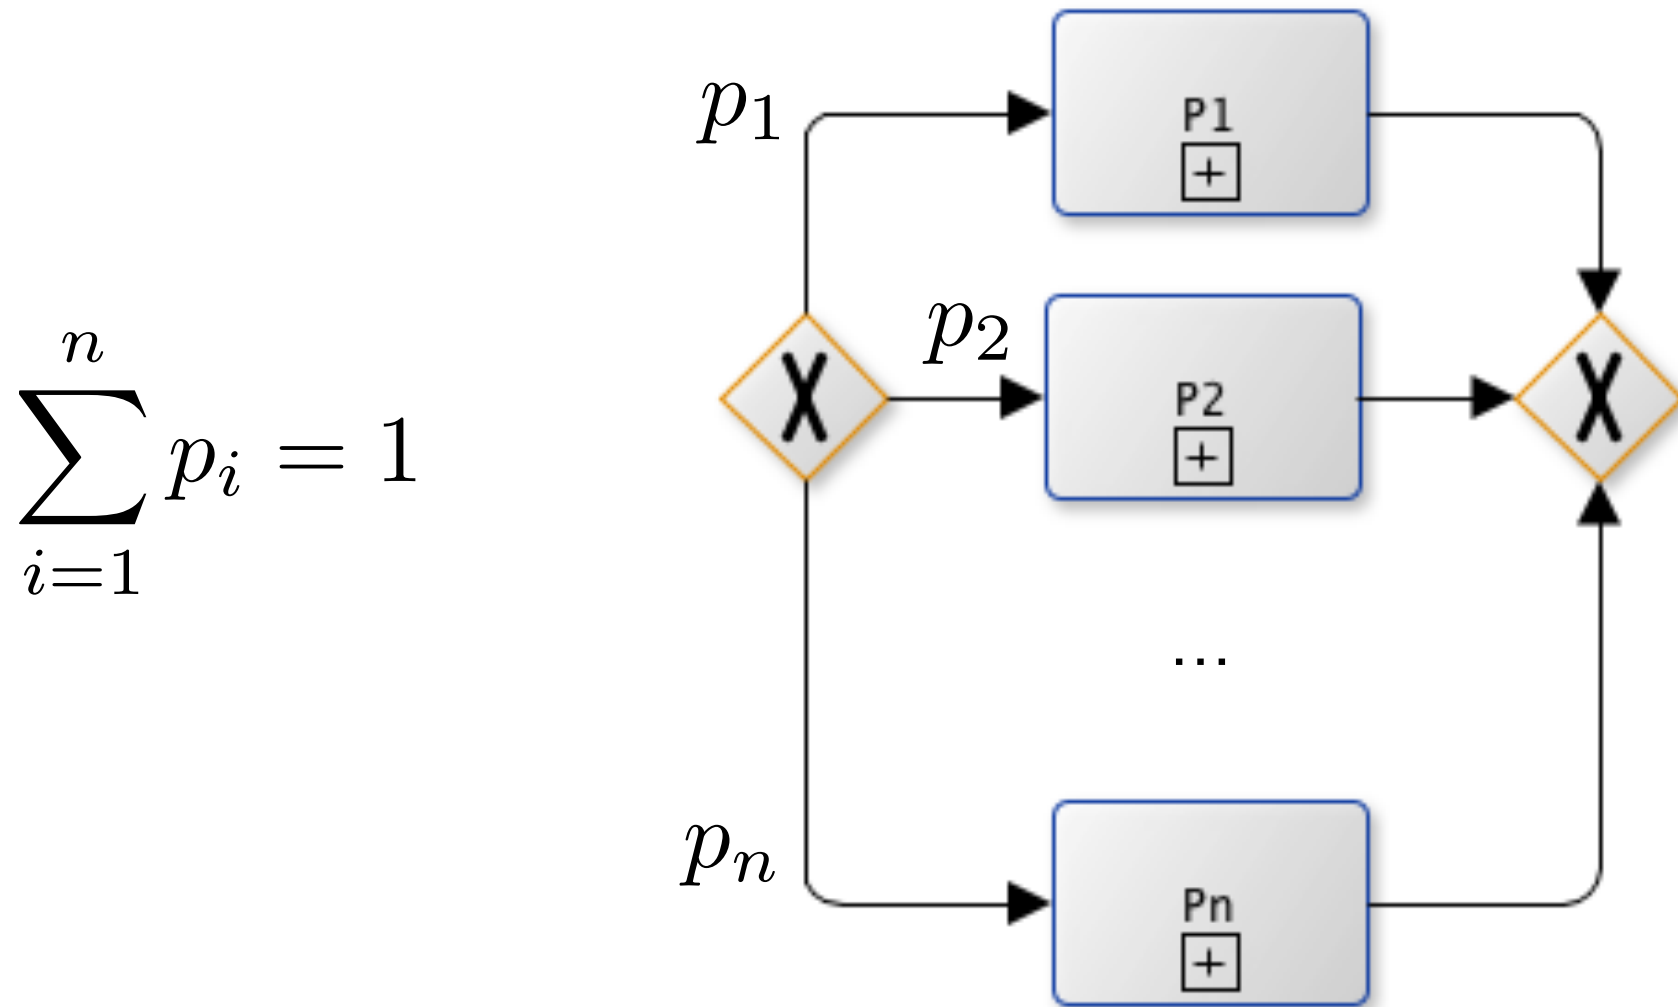 p_1
P1
+
n
∑ p_i = 1
i=1
X
p_2
P2
+
X
...
p_n
Pn
+